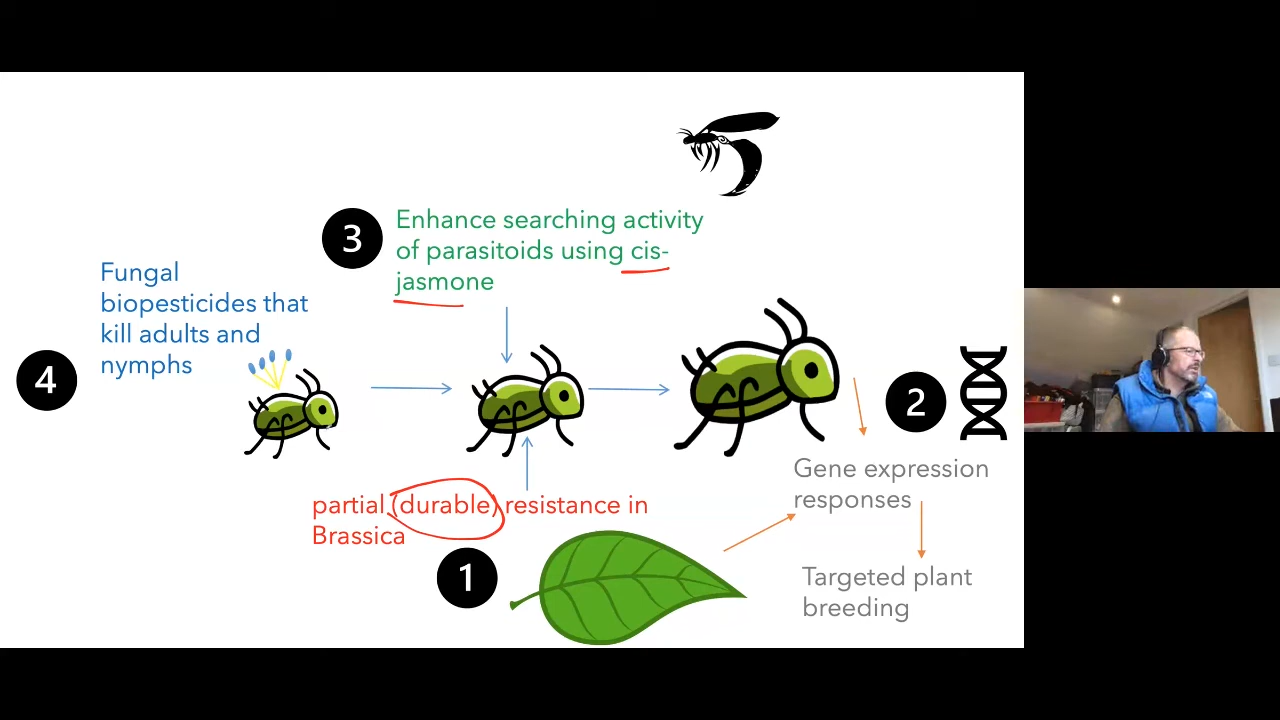 3
Enhance searching activity
of parasitoids using cis-
jasmone
Fungal
biopesticides that
kill adults and
nymphs
4
2
Gene expression
responses
partial (durable) resistance in
Brassica
1
Targeted plant
breeding